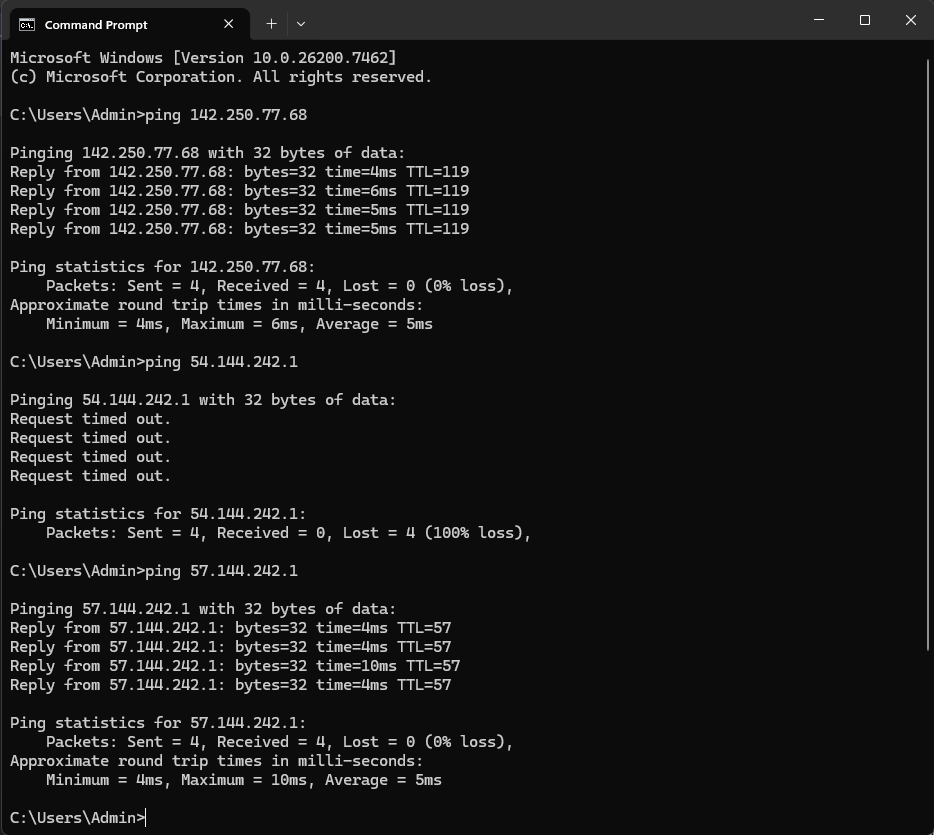 Command Prompt
Microsoft Windows [Version 10.0.26200.7462]
(c) Microsoft Corporation. All rights reserved.
C:\Users\Admin>ping 142.250.77.68
Pinging 142.250.77.68 with 32 bytes of data:
Reply from 142.250.77.68: bytes=32 time=4ms TTL=119
Reply from 142.250.77.68: bytes=32 time=6ms TTL=119
Reply from 142.250.77.68: bytes=32 time=5ms TTL=119
Reply from 142.250.77.68: bytes=32 time=5ms TTL=119
Ping statistics for 142.250.77.68:
    Packets: Sent = 4, Received = 4, Lost = 0 (0% loss),
Approximate round trip times in milli-seconds:
    Minimum = 4ms, Maximum = 6ms, Average = 5ms
C:\Users\Admin>ping 54.144.242.1
Pinging 54.144.242.1 with 32 bytes of data:
Request timed out.
Request timed out.
Request timed out.
Request timed out.
Ping statistics for 54.144.242.1:
    Packets: Sent = 4, Received = 0, Lost = 4 (100% loss),
C:\Users\Admin>ping 57.144.242.1
Pinging 57.144.242.1 with 32 bytes of data:
Reply from 57.144.242.1: bytes=32 time=4ms TTL=57
Reply from 57.144.242.1: bytes=32 time=4ms TTL=57
Reply from 57.144.242.1: bytes=32 time=10ms TTL=57
Reply from 57.144.242.1: bytes=32 time=4ms TTL=57
Ping statistics for 57.144.242.1:
    Packets: Sent = 4, Received = 4, Lost = 0 (0% loss),
Approximate round trip times in milli-seconds:
    Minimum = 4ms, Maximum = 10ms, Average = 5ms
C:\Users\Admin>